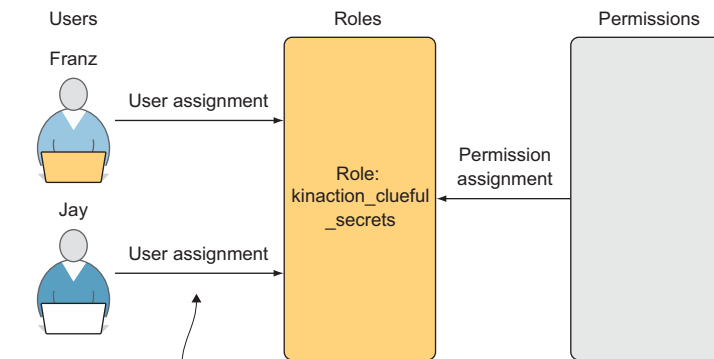 Users
Roles
Permissions
Franz
User assignment
Permission
assignment
Role:
kinaction_clueful
_secrets
Jay
User assignment